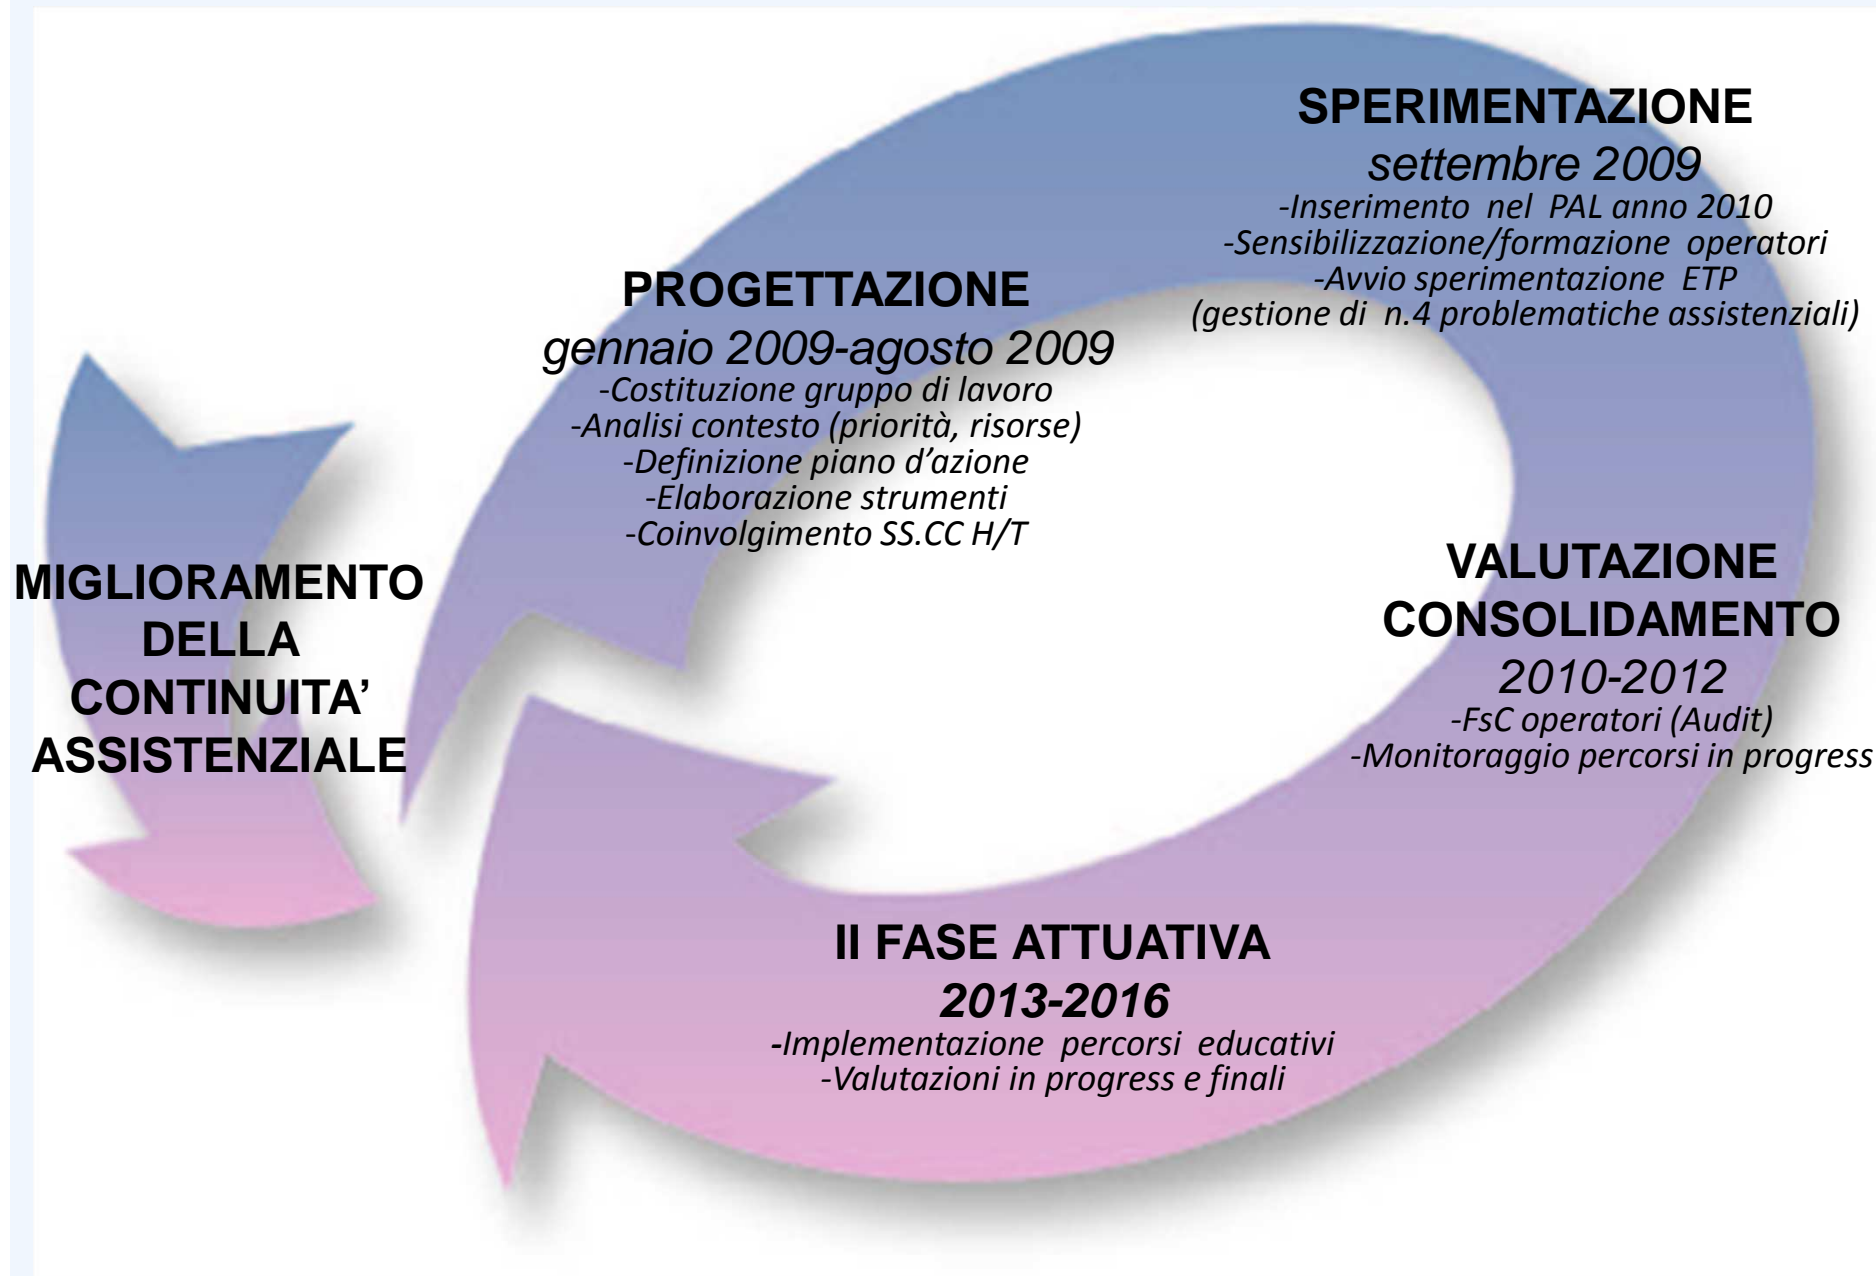 MIGLIORAMENTO
DELLA
CONTINUITA’
ASSISTENZIALE
PROGETTAZIONE
gennaio 2009-agosto 2009
-Costituzione gruppo di lavoro
-Analisi contesto (priorità, risorse)
-Definizione piano d’azione
-Elaborazione strumenti
-Coinvolgimento SS.CC H/T
SPERIMENTAZIONE
settembre 2009
-Inserimento nel PAL anno 2010
-Sensibilizzazione/formazione operatori
-Avvio sperimentazione ETP
(gestione di n.4 problematiche assistenziali)
VALUTAZIONE
CONSOLIDAMENTO
2010-2012
-FsC operatori (Audit)
-Monitoraggio percorsi in progress
II FASE ATTUATIVA
2013-2016
-Implementazione percorsi educativi
-Valutazioni in progress e finali